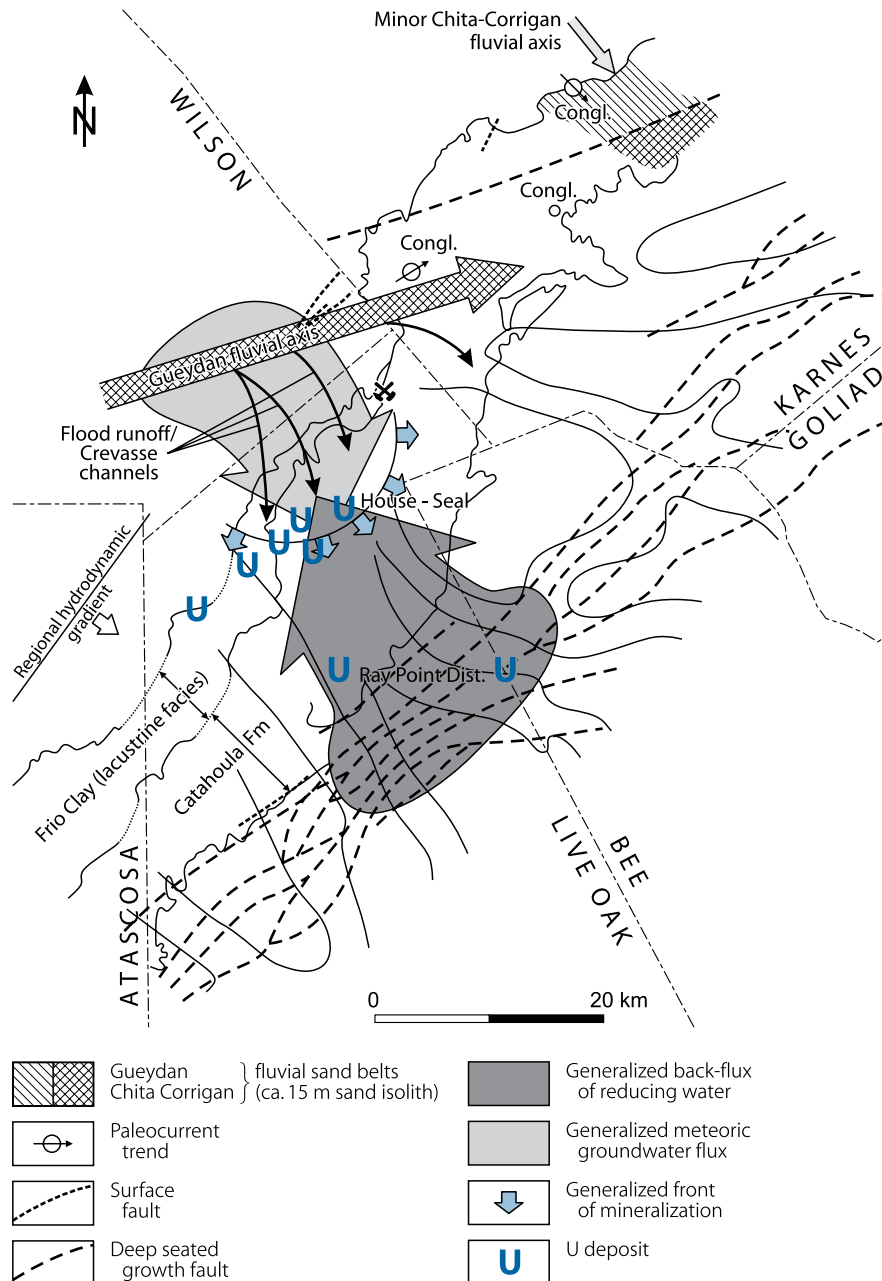 Minor Chita-Corrigan
fluvial axis
N
WILSON
Congl.
Congl.
Congl.
Gueydan fluvial axis
KARNES
GOLIAD
Flood runoff/
Crevasse
channels
House - Seal
U
U
U
U
U
U
Regional hydrodynamic
gradient
U
Ray Point Dist.
U
Frio Clay (lacustrine facies)
Catahoula Fm
ATASCOSA
BEE
LIVE OAK
0
20 km
Gueydan
Chita Corrigan
fluvial sand belts
(ca. 15 m sand isolith)
Paleocurrent
trend
Surface
fault
Deep seated
growth fault
Generalized back-flux
of reducing water
Generalized meteoric
groundwater flux
Generalized front
of mineralization
U
U deposit